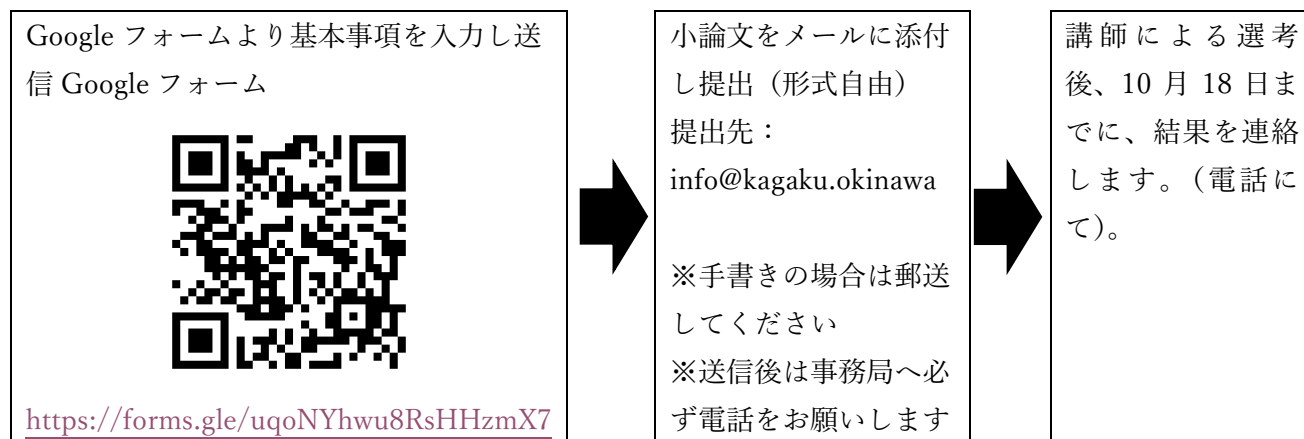 Google フォームより基本事項を入力し送
信 Google フォーム
https://forms.gle/uqoNYhwu8RsHHzmX7
小論文をメールに添付
し提出（形式自由）
提出先：
info@kagaku.okinawa
※手書きの場合は郵送
してください
※送信後は事務局へ必
ず電話をお願いします
講師による選考
後、10 月 18 日ま
でに、結果を連絡
します。（電話に
て）。